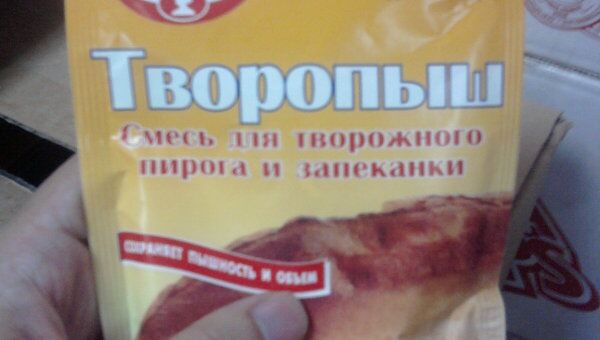 Творопыш
Смесь для творожного
пирога и запеканки
СОХРАНЯЕТ ПЫШНОСТЬ И ОБЪЕМ